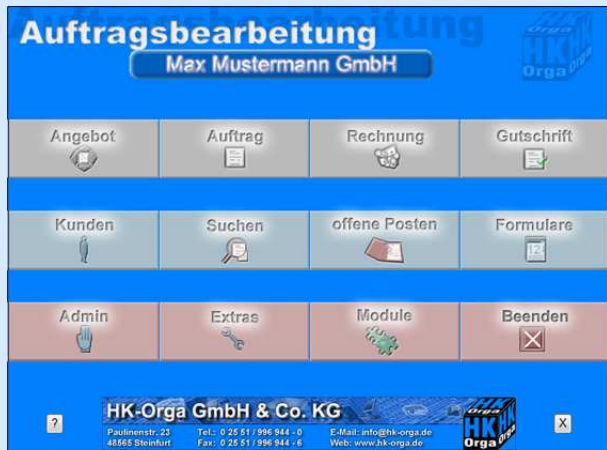 Auftragsbearbeitung
Max Mustermann GmbH
HK Orga
Angebot Auftrag Rechnung Gutschrift
Kunden Suchen offene Posten Formulare
Admin Extras Module Beenden
?
HK-Orga GmbH & Co. KG
Paulinenstr. 23 Tel.: 0 25 51 / 996 944 - 0 E-Mail: info@hk-orga.de
48565 Steinfurt Fax: 0 25 51 / 996 944 - 6 Web: www.hk-orga.de
HK Orga
X